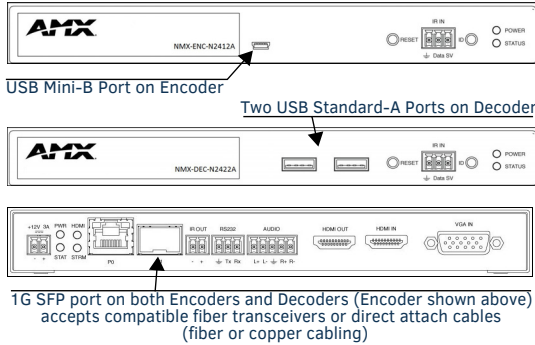 AMX
NMX-ENC-N2412A
IR IN
RESET
ID
Data 5V
POWER
STATUS
USB Mini-B Port on Encoder
Two USB Standard-A Ports on Decoder
AMX
NMX-DEC-N2422A
IR IN
RESET
ID
Data 5V
POWER
STATUS
+12V 3A PWR HDMI IR OUT RS232 AUDIO HDMI OUT HDMI IN VGA IN
- + STAT STRM P0 - + Tx Rx L+ L- R+ R-
1G SFP port on both Encoders and Decoders (Encoder shown above)
accepts compatible fiber transceivers or direct attach cables
(fiber or copper cabling)